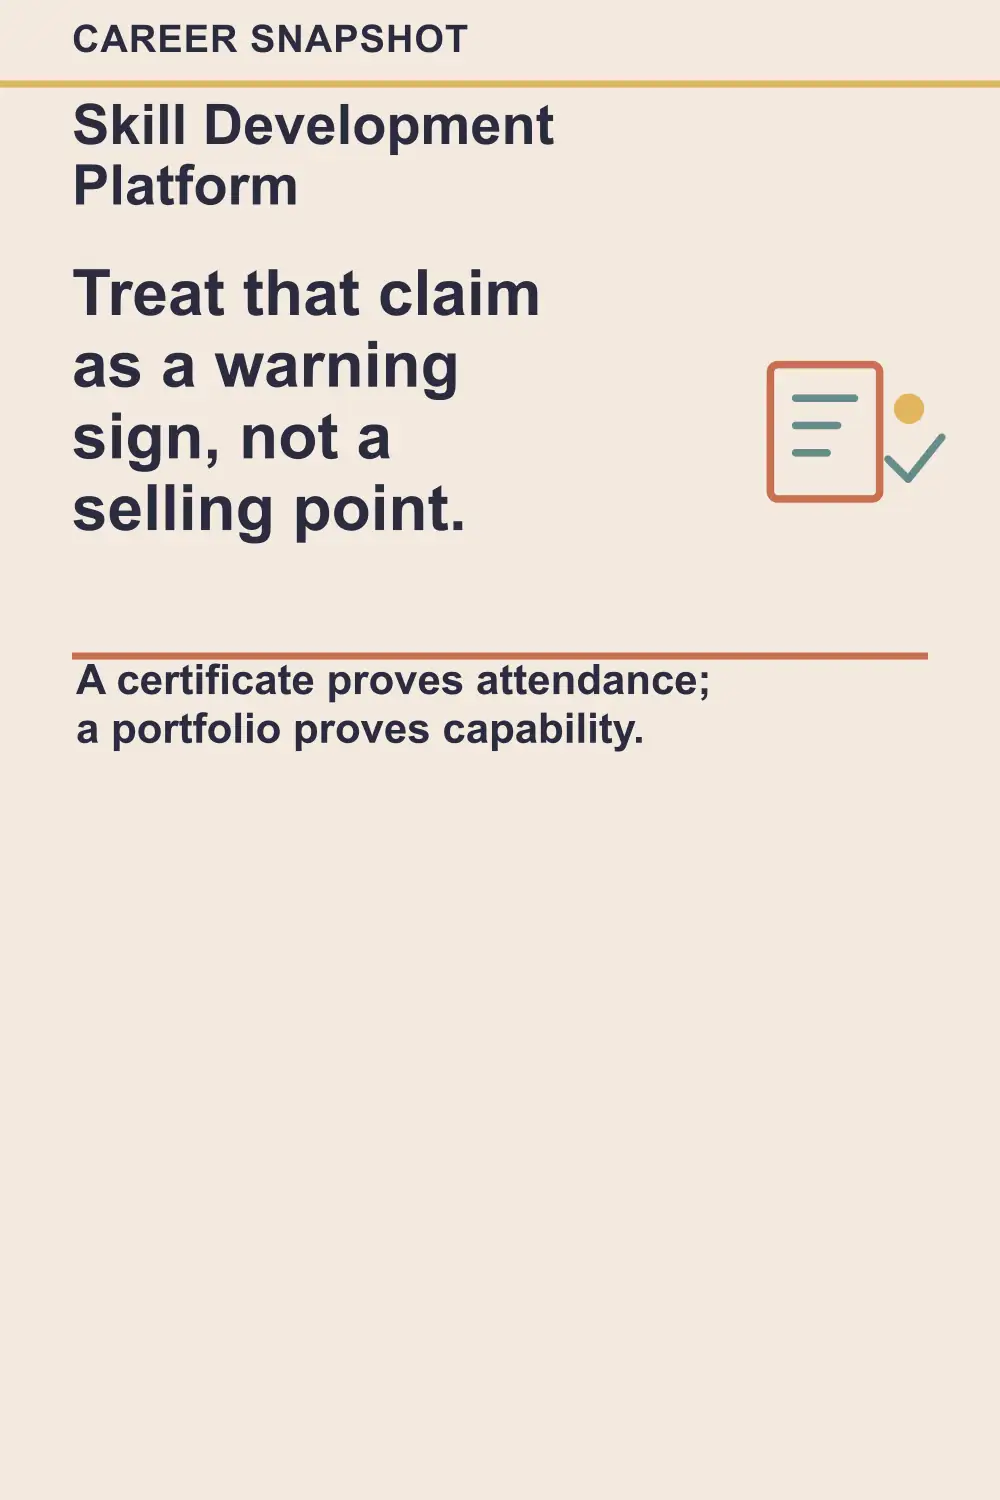 CAREER SNAPSHOT
Skill Development
Platform
Treat that claim
as a warning
sign, not a
selling point.
A certificate proves attendance;
a portfolio proves capability.